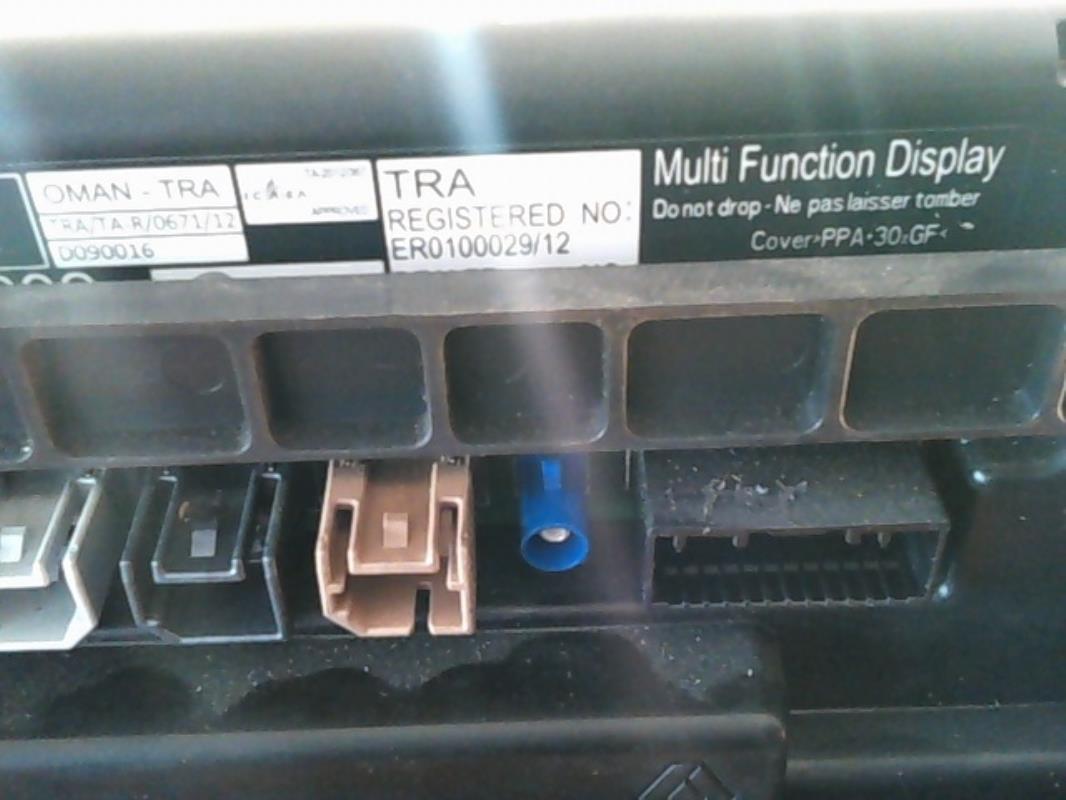 OMAN - TRA
TRA/TA-R/0671/12
D090016
ICASA
APPROVED
TRA
REGISTERED NO:
ER0100029/12
Multi Function Display
Do not drop - Ne pas laisser tomber
Cover>PPA-30%GF<